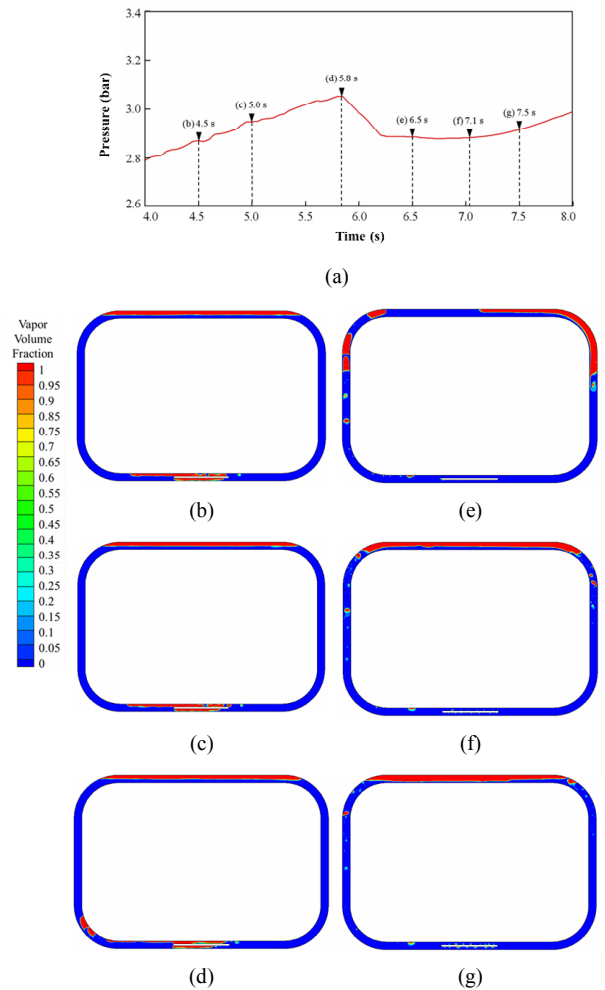 3.4
3.2
3.0
2.8
2.6
Pressure (bar)
(b) 4.5 s
(c) 5.0 s
(d) 5.8 s
(e) 6.5 s
(f) 7.1 s
(g) 7.5 s
4.0 4.5 5.0 5.5 6.0 6.5 7.0 7.5 8.0
Time (s)
(a)
Vapor
Volume
Fraction
1
0.95
0.9
0.85
0.8
0.75
0.7
0.65
0.6
0.55
0.5
0.45
0.4
0.35
0.3
0.25
0.2
0.15
0.1
0.05
0
(b) (e)
(c) (f)
(d) (g)